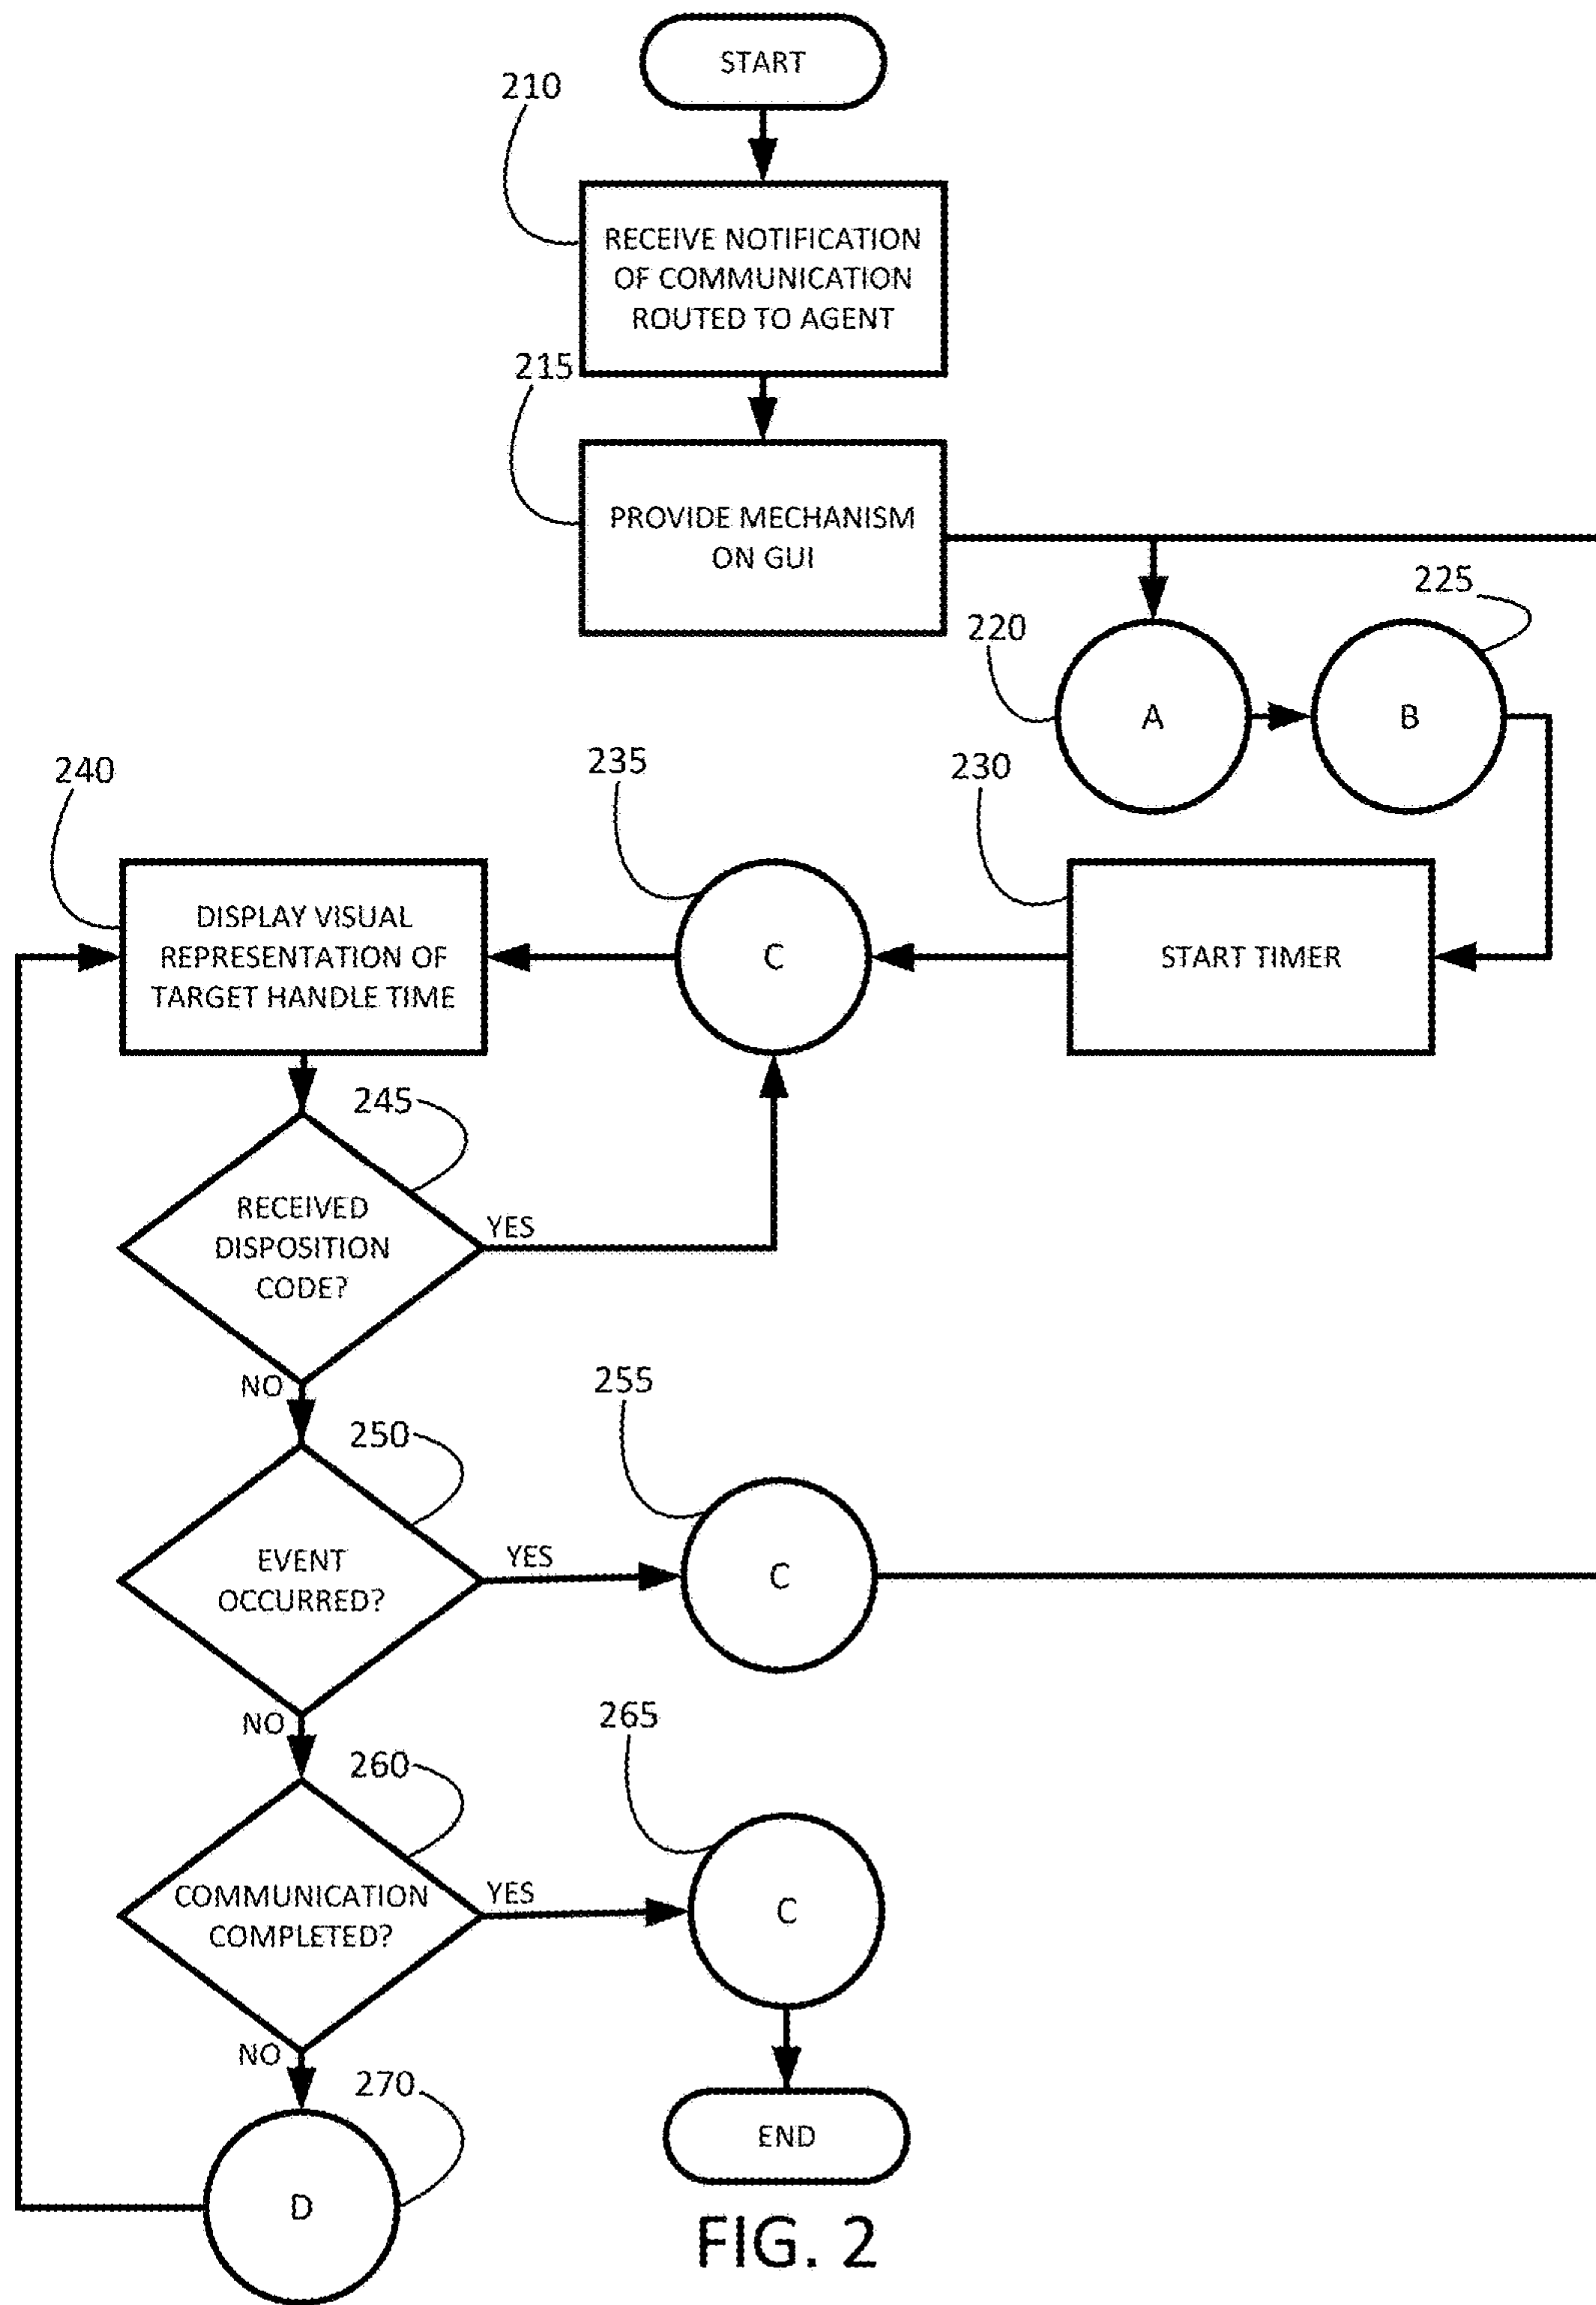 START
210
RECEIVE NOTIFICATION
OF COMMUNICATION
ROUTED TO AGENT
215
PROVIDE MECHANISM
ON GUI
225
220
A
B
240
235
230
DISPLAY VISUAL
REPRESENTATION OF
TARGET HANDLE TIME
C
START TIMER
245
RECEIVED
DISPOSITION
CODE?
YES
NO
250
255
EVENT
OCCURRED?
YES
C
NO
260
265
COMMUNICATION
COMPLETED?
YES
C
NO
270
END
D
FIG. 2